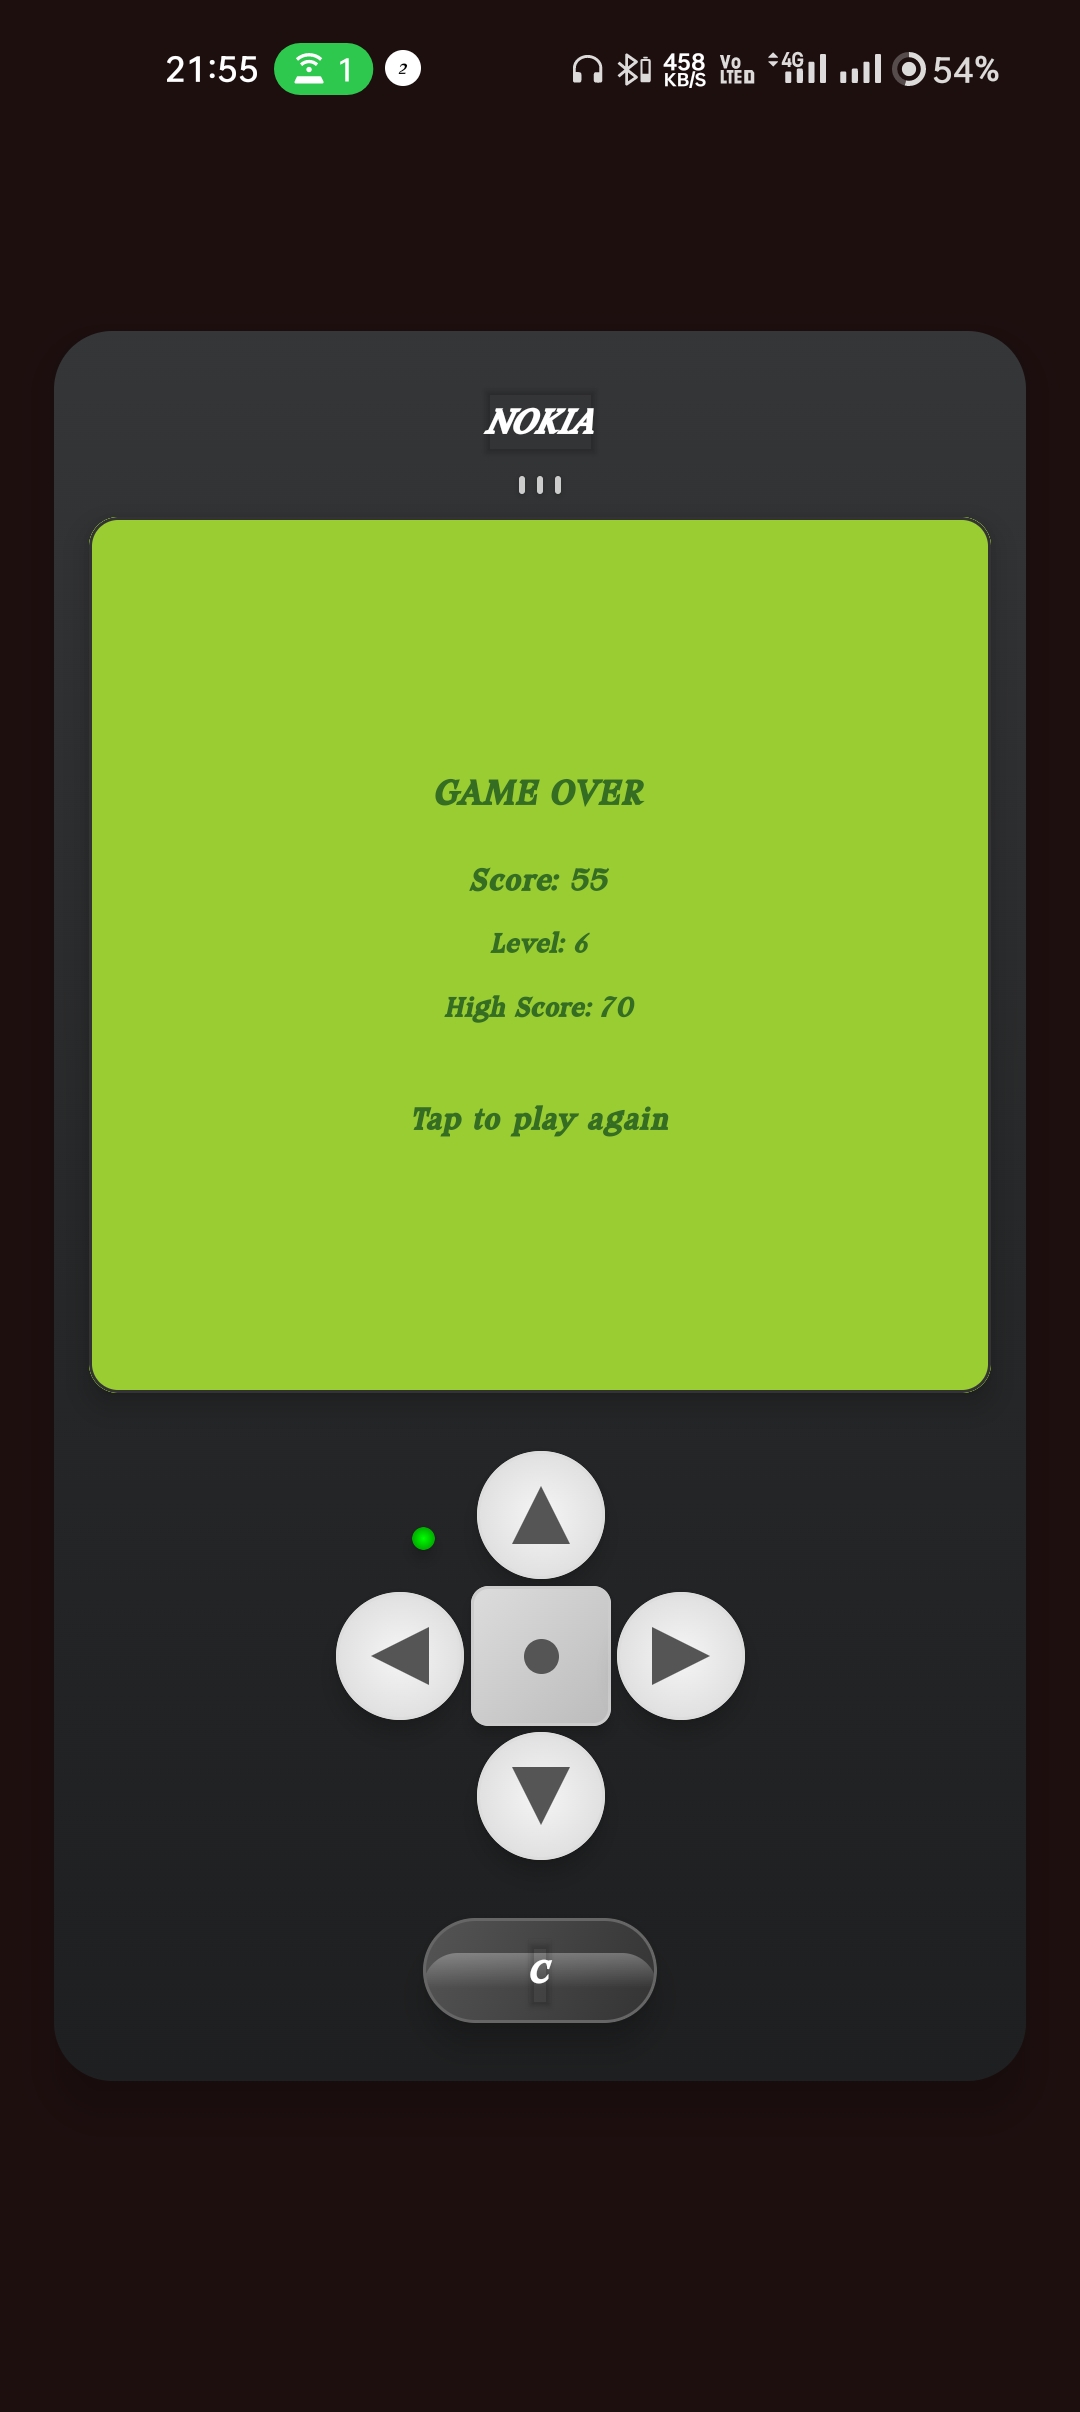 21:55 1 2 458 KB/S Vo LTE 4G 54%
NOKIA
GAME OVER
Score: 55
Level: 6
High Score: 70
Tap to play again
C